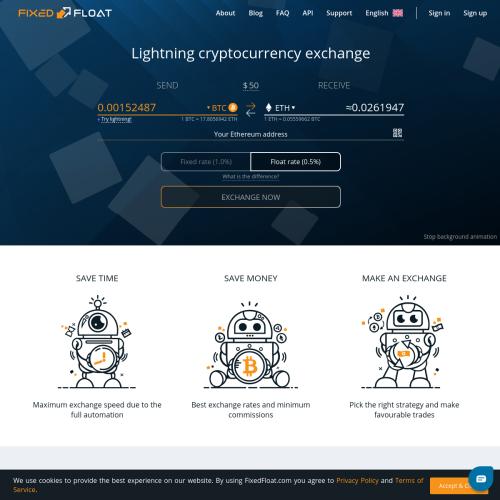 FIXED FLOAT
About Blog FAQ API Support English Sign in Sign up
Lightning cryptocurrency exchange
SEND $ 50 RECEIVE
0.00152487 BTC ETH ≈0.0261947
Try lightning! 1 BTC ≈ 17.8056942 ETH 1 ETH ≈ 0.05559662 BTC
Your Ethereum address
Fixed rate (1.0%) Float rate (0.5%)
What is the difference?
EXCHANGE NOW
Stop background animation
SAVE TIME SAVE MONEY MAKE AN EXCHANGE
Maximum exchange speed due to the full automation
Best exchange rates and minimum commissions
Pick the right strategy and make favourable trades
We use cookies to provide the best experience on our website. By using FixedFloat.com you agree to Privacy Policy and Terms of Service.
Accept &